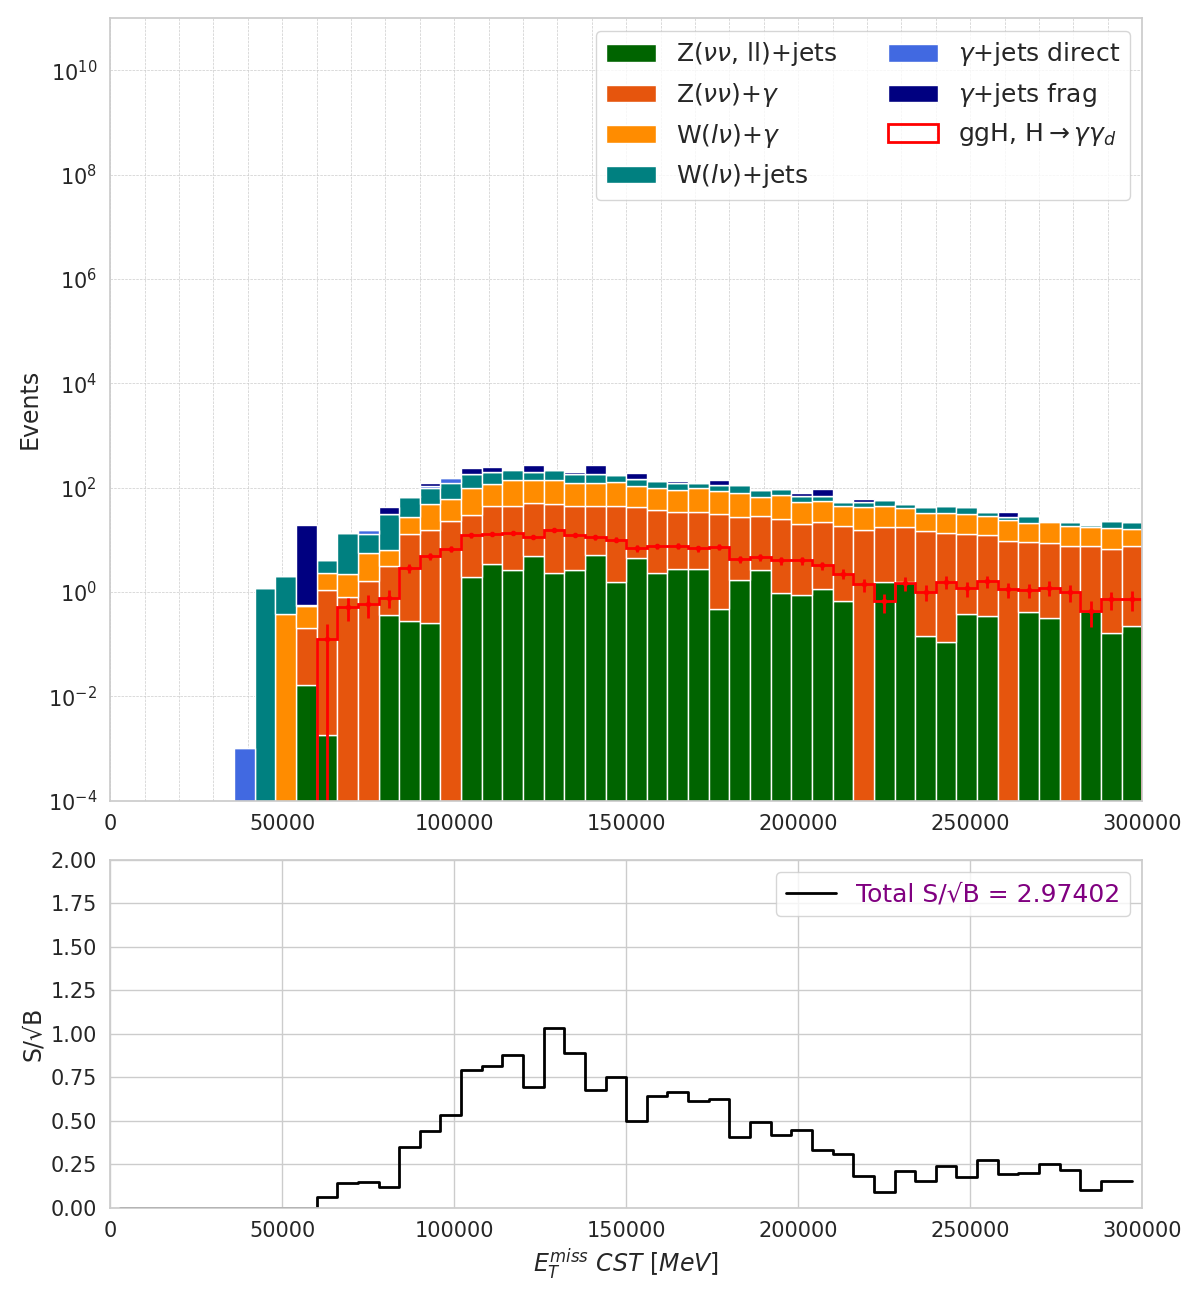 Z(νν, ll)+jets
Z(νν)+γ
W(lν)+γ
W(lν)+jets
γ+jets direct
γ+jets frag
ggH, H→γγ_d
Events
10^10
10^8
10^6
10^4
10^2
10^0
10^−2
10^−4
0 50000 100000 150000 200000 250000 300000
Total S/√B = 2.97402
S/√B
2.00
1.75
1.50
1.25
1.00
0.75
0.50
0.25
0.00
0 50000 100000 150000 200000 250000 300000
E_T^miss CST [MeV]